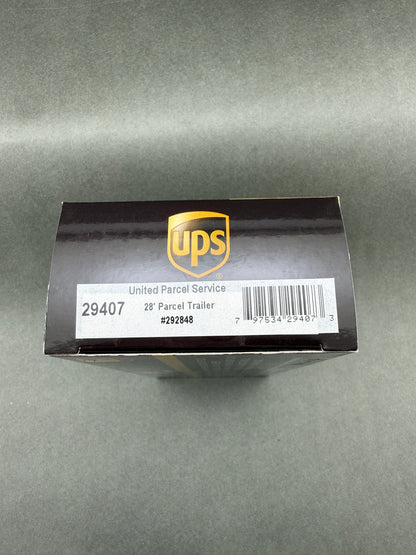 ups
United Parcel Service
29407
28' Parcel Trailer
#292848
7 97534 29407 3